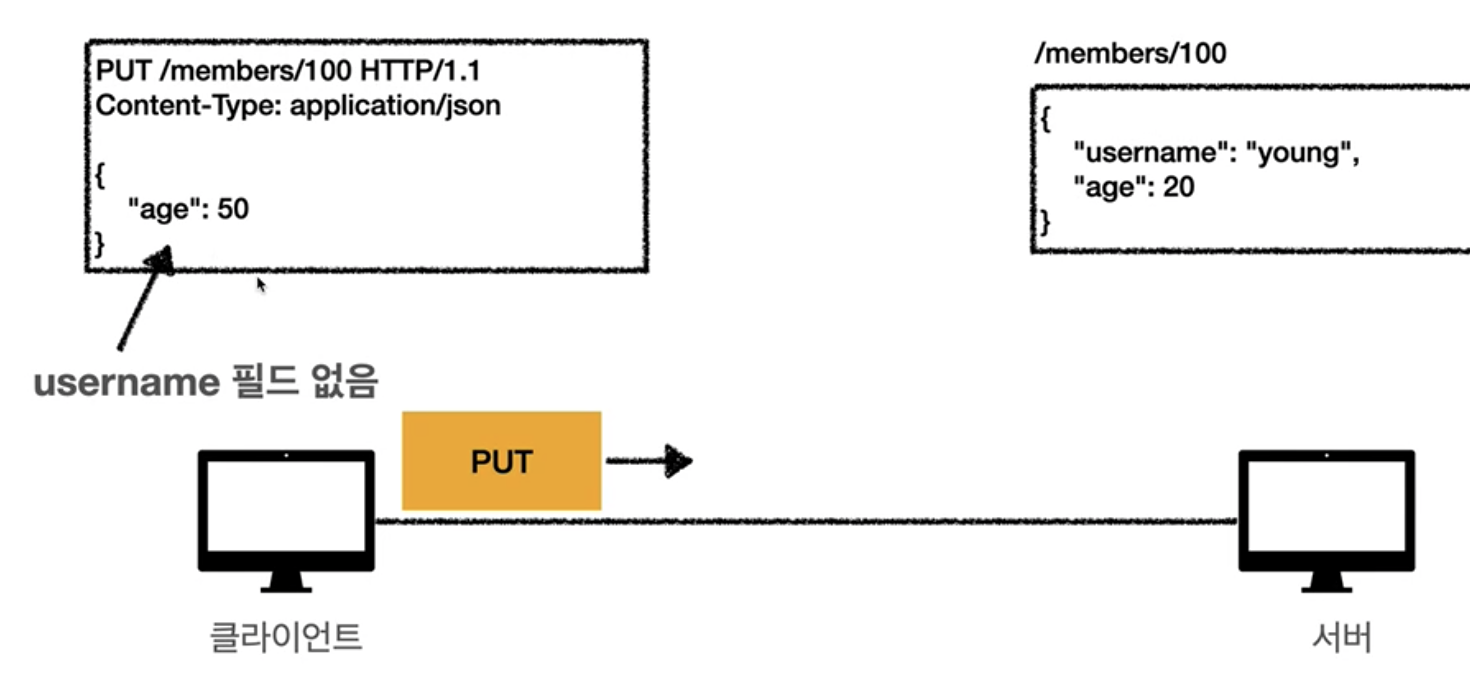 PUT /members/100 HTTP/1.1
Content-Type: application/json
{
"age": 50
}
username 필드 없음
/members/100
{
"username": "young",
"age": 20
}
PUT
클라이언트
서버